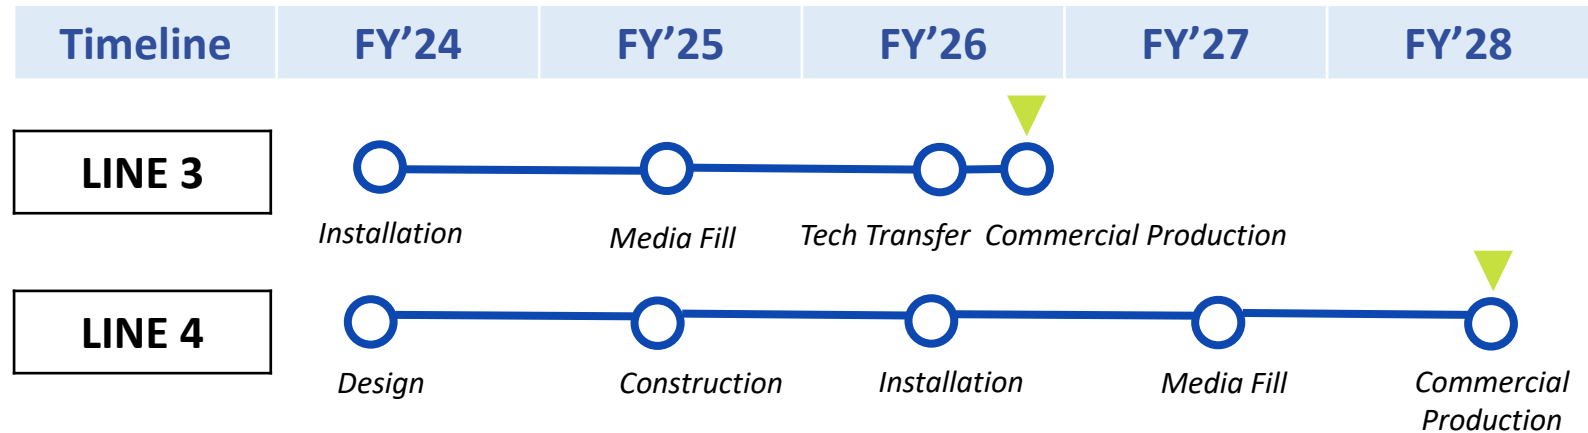 Timeline FY’24 FY’25 FY’26 FY’27 FY’28
LINE 3
Installation Media Fill Tech Transfer Commercial Production
LINE 4
Design Construction Installation Media Fill Commercial
Production